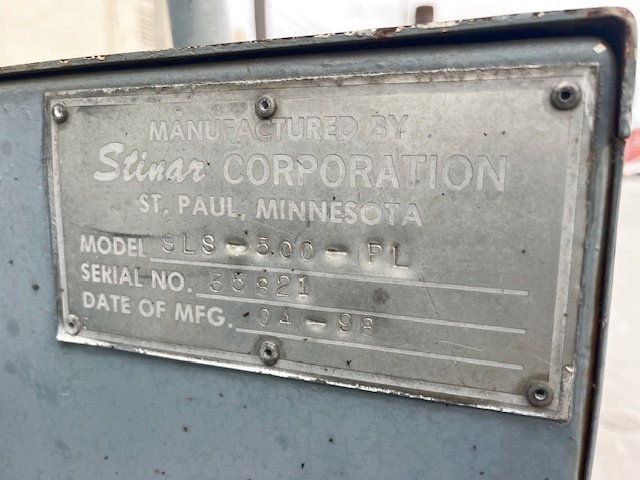 MANUFACTURED BY
Stinar CORPORATION
ST. PAUL, MINNESOTA
MODEL SLS-500-PL
SERIAL NO. 55821
DATE OF MFG. 04-98